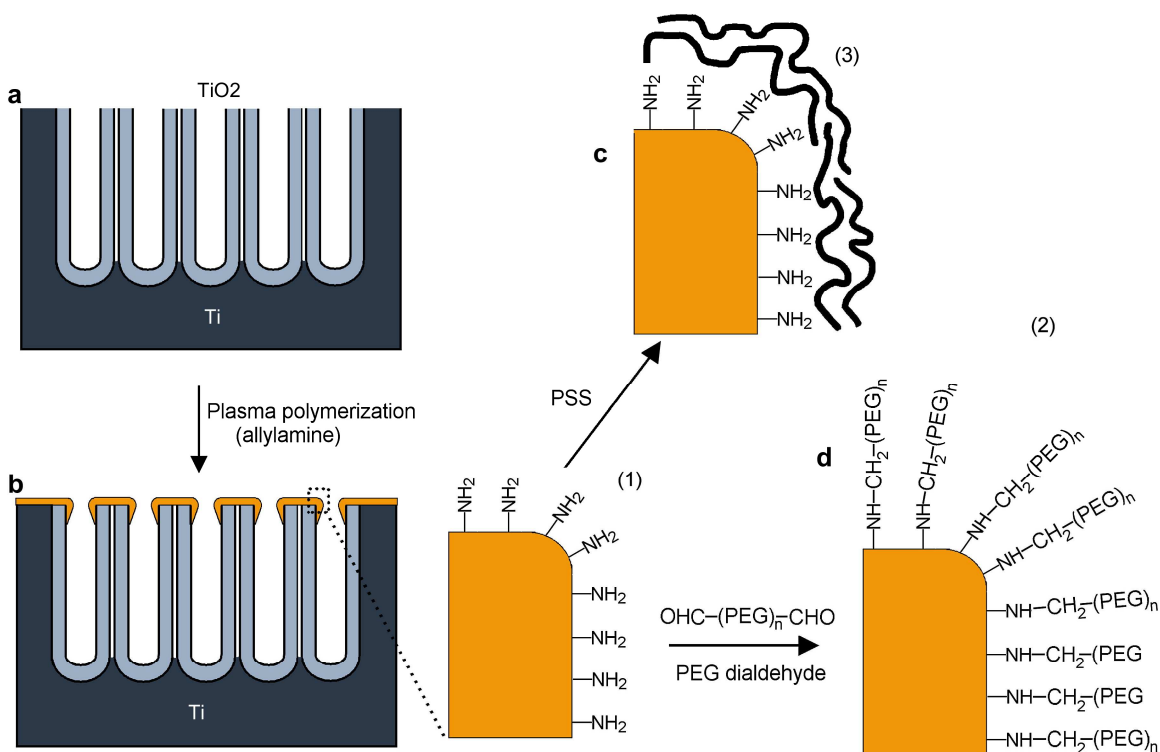 a
TiO2
Ti
Plasma polymerization
(allylamine)
b
Ti
NH2
NH2
NH2
NH2
NH2
NH2
NH2
NH2
(1)
PSS
c
NH2
NH2
NH2
NH2
NH2
NH2
NH2
NH2
(3)
(2)
OHC–(PEG)n–CHO
PEG dialdehyde
d
NH–CH2–(PEG)n
NH–CH2–(PEG)n
NH–CH2–(PEG)n
NH–CH2–(PEG)n
NH–CH2–(PEG)n
NH–CH2–(PEG
NH–CH2–(PEG
NH–CH2–(PEG)n